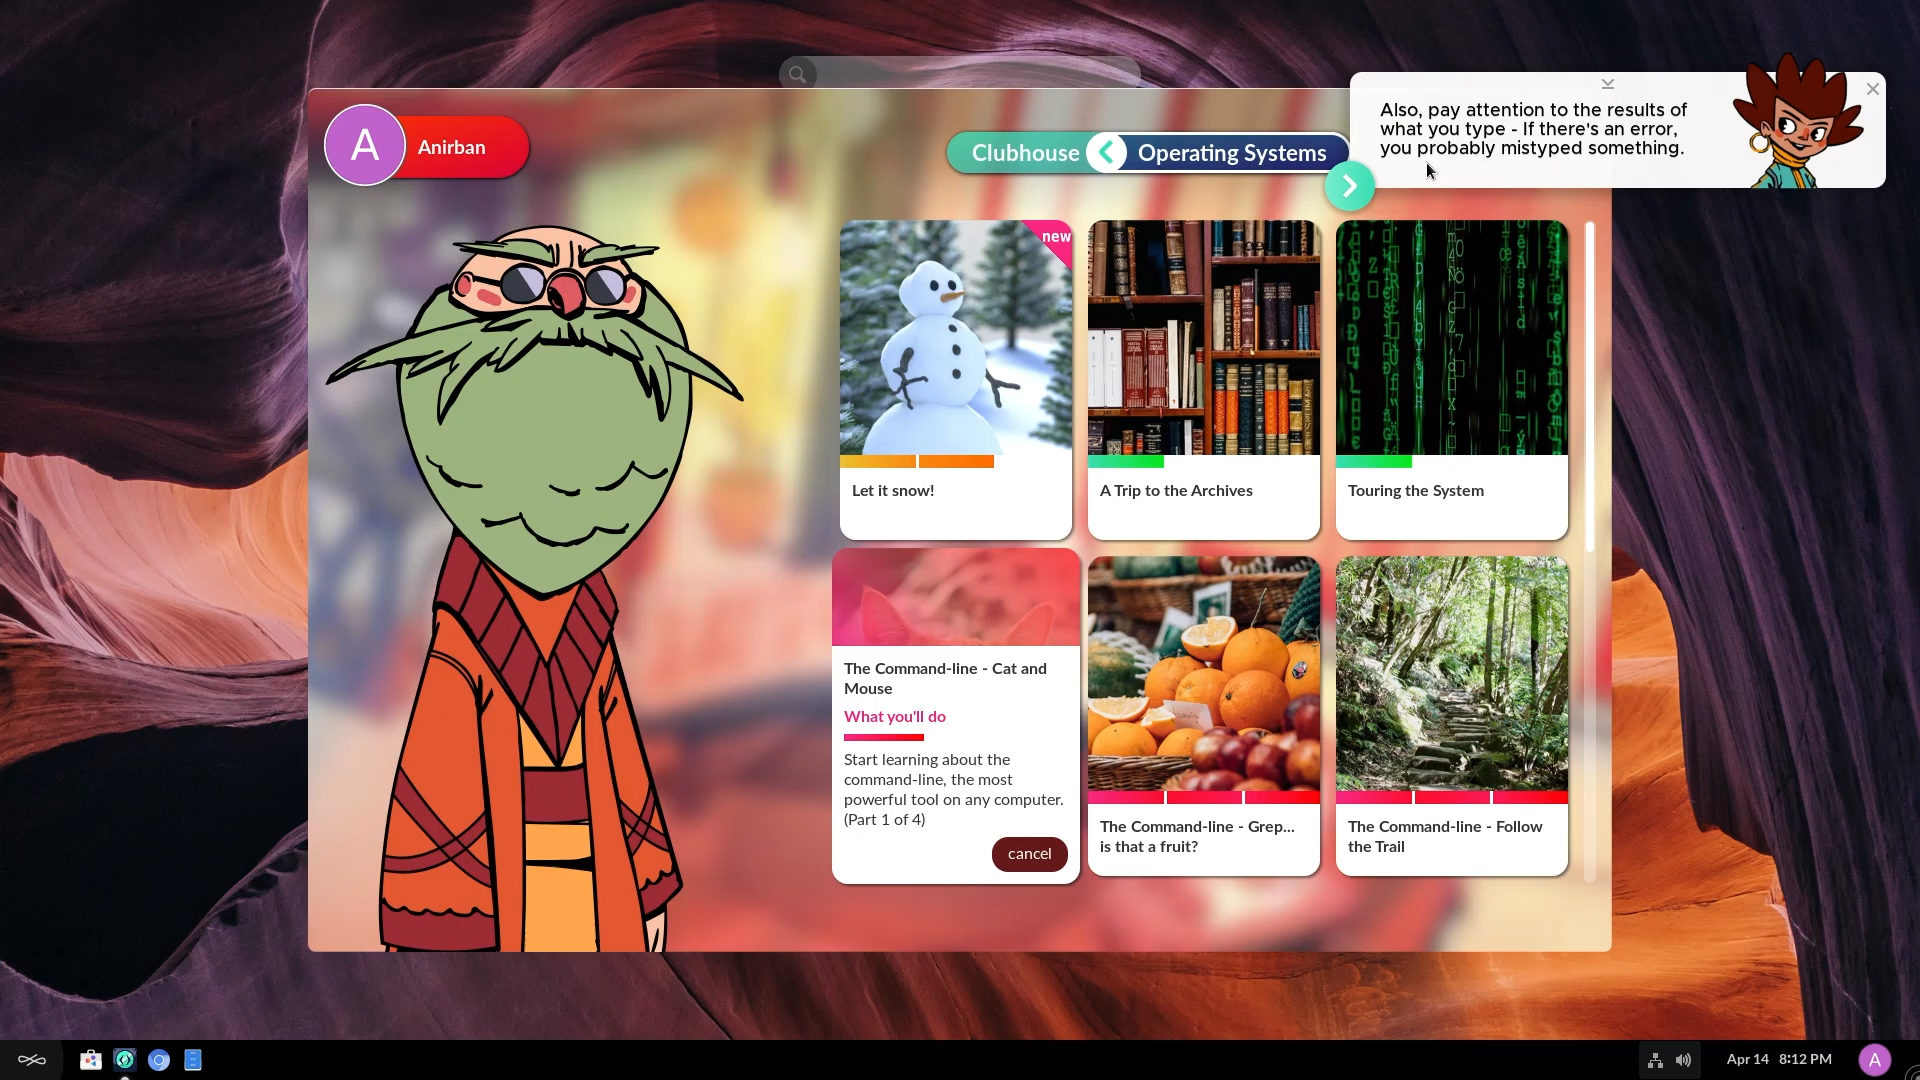 A
Anirban
Clubhouse
Operating Systems
Also, pay attention to the results of
what you type - If there's an error,
you probably mistyped something.
new
Let it snow!
A Trip to the Archives
Touring the System
The Command-line - Cat and
Mouse
What you'll do
Start learning about the
command-line, the most
powerful tool on any computer.
(Part 1 of 4)
cancel
The Command-line - Grep...
is that a fruit?
The Command-line - Follow
the Trail
Apr 14 8:12 PM
A